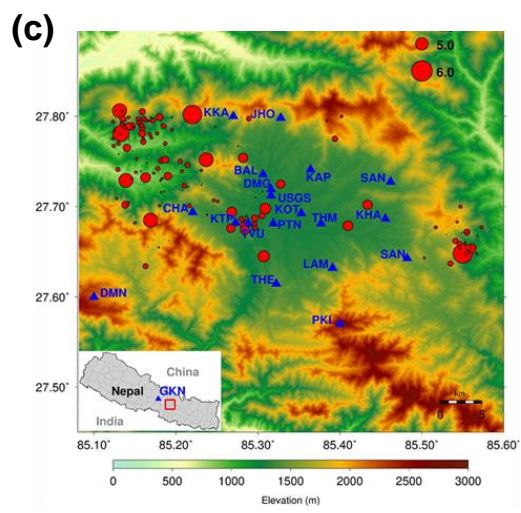 (c)
5.0
6.0
27.80˚
KKA
JHO
BAL
KAP
SAN
DMG
USGS
27.70˚
CHA
KOT
KTP
PTN
THM
KHA
TVU
SAN
LAM
27.60˚
DMN
THE
PKI
China
Nepal
GKN
India
27.50˚
km
0
5
85.10˚
85.20˚
85.30˚
85.40˚
85.50˚
85.60˚
0
500
1000
1500
2000
2500
3000
Elevation (m)